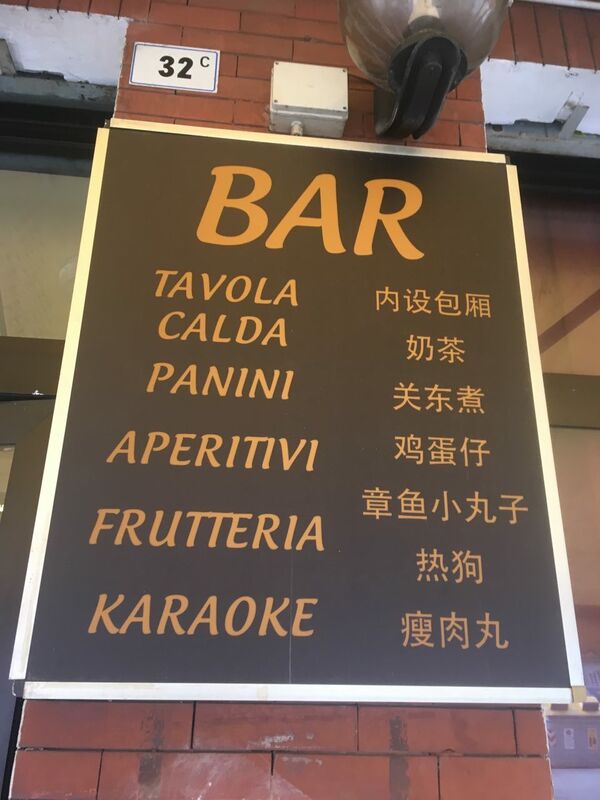 32 C
BAR
TAVOLA
CALDA
PANINI
APERITIVI
FRUTTERIA
KARAOKE
内设包厢
奶茶
关东煮
鸡蛋仔
章鱼小丸子
热狗
瘦肉丸